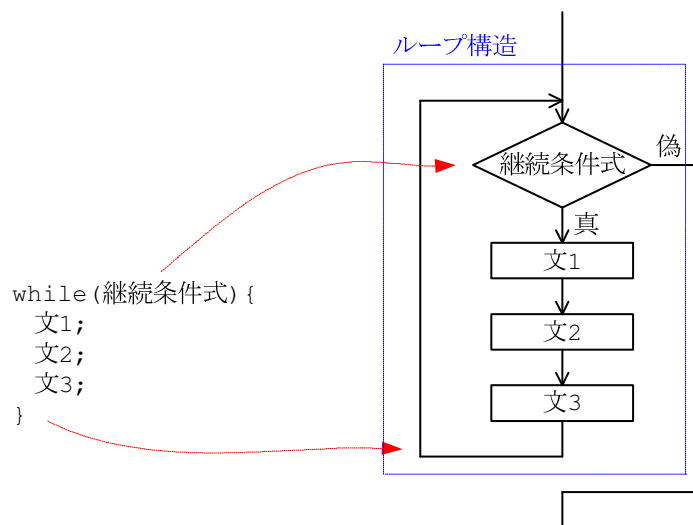 ループ構造
継続条件式
偽
真
文1
文2
文3
while(継続条件式){
文1;
文2;
文3;
}